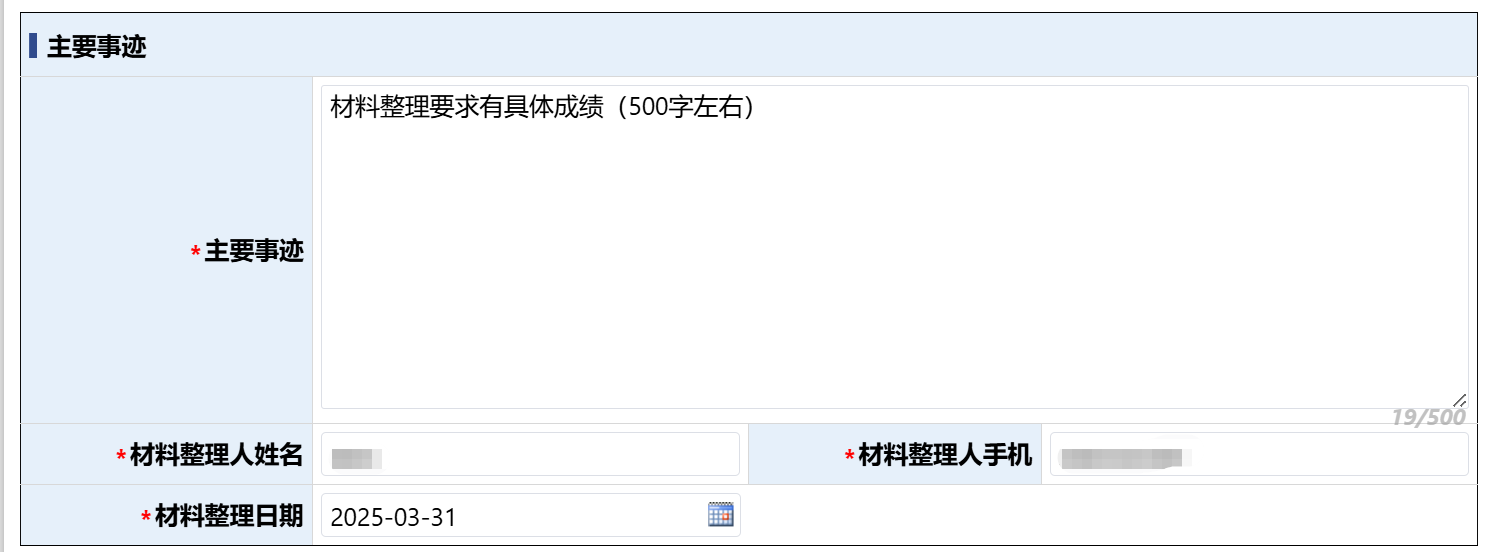 主要事迹
材料整理要求有具体成绩（500字左右）
*主要事迹
19/500
*材料整理人姓名
*材料整理人手机
*材料整理日期 2025-03-31